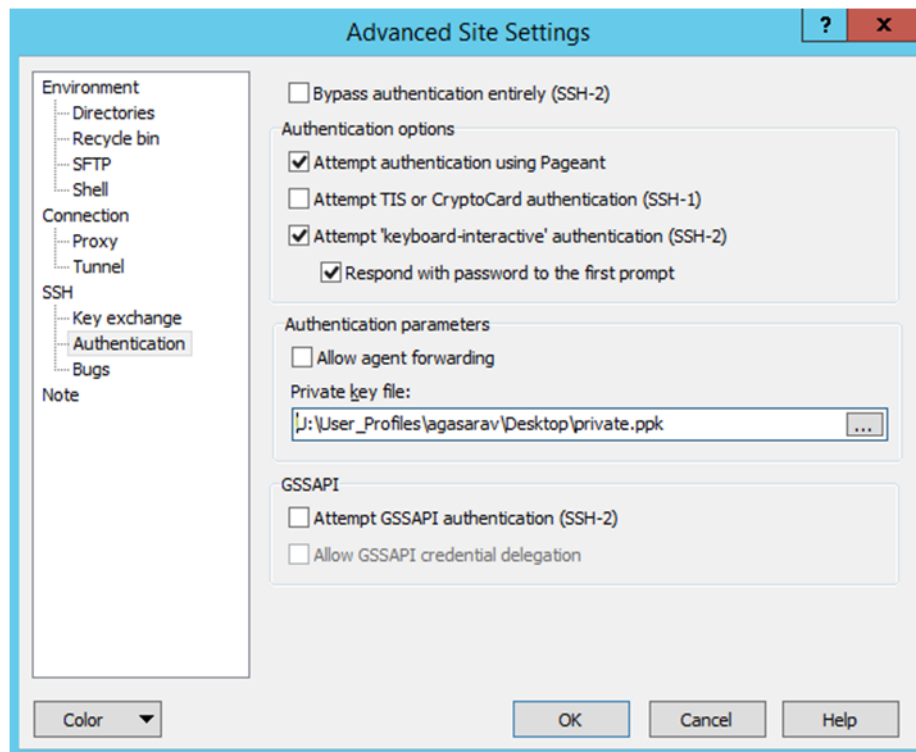 Advanced Site Settings
?
x
Environment
Directories
Recycle bin
SFTP
Shell
Connection
Proxy
Tunnel
SSH
Key exchange
Authentication
Bugs
Note
Bypass authentication entirely (SSH-2)
Authentication options
Attempt authentication using Pageant
Attempt TIS or CryptoCard authentication (SSH-1)
Attempt 'keyboard-interactive' authentication (SSH-2)
Respond with password to the first prompt
Authentication parameters
Allow agent forwarding
Private key file:
J:\User_Profiles\agasarav\Desktop\private.ppk
...
GSSAPI
Attempt GSSAPI authentication (SSH-2)
Allow GSSAPI credential delegation
Color
OK
Cancel
Help